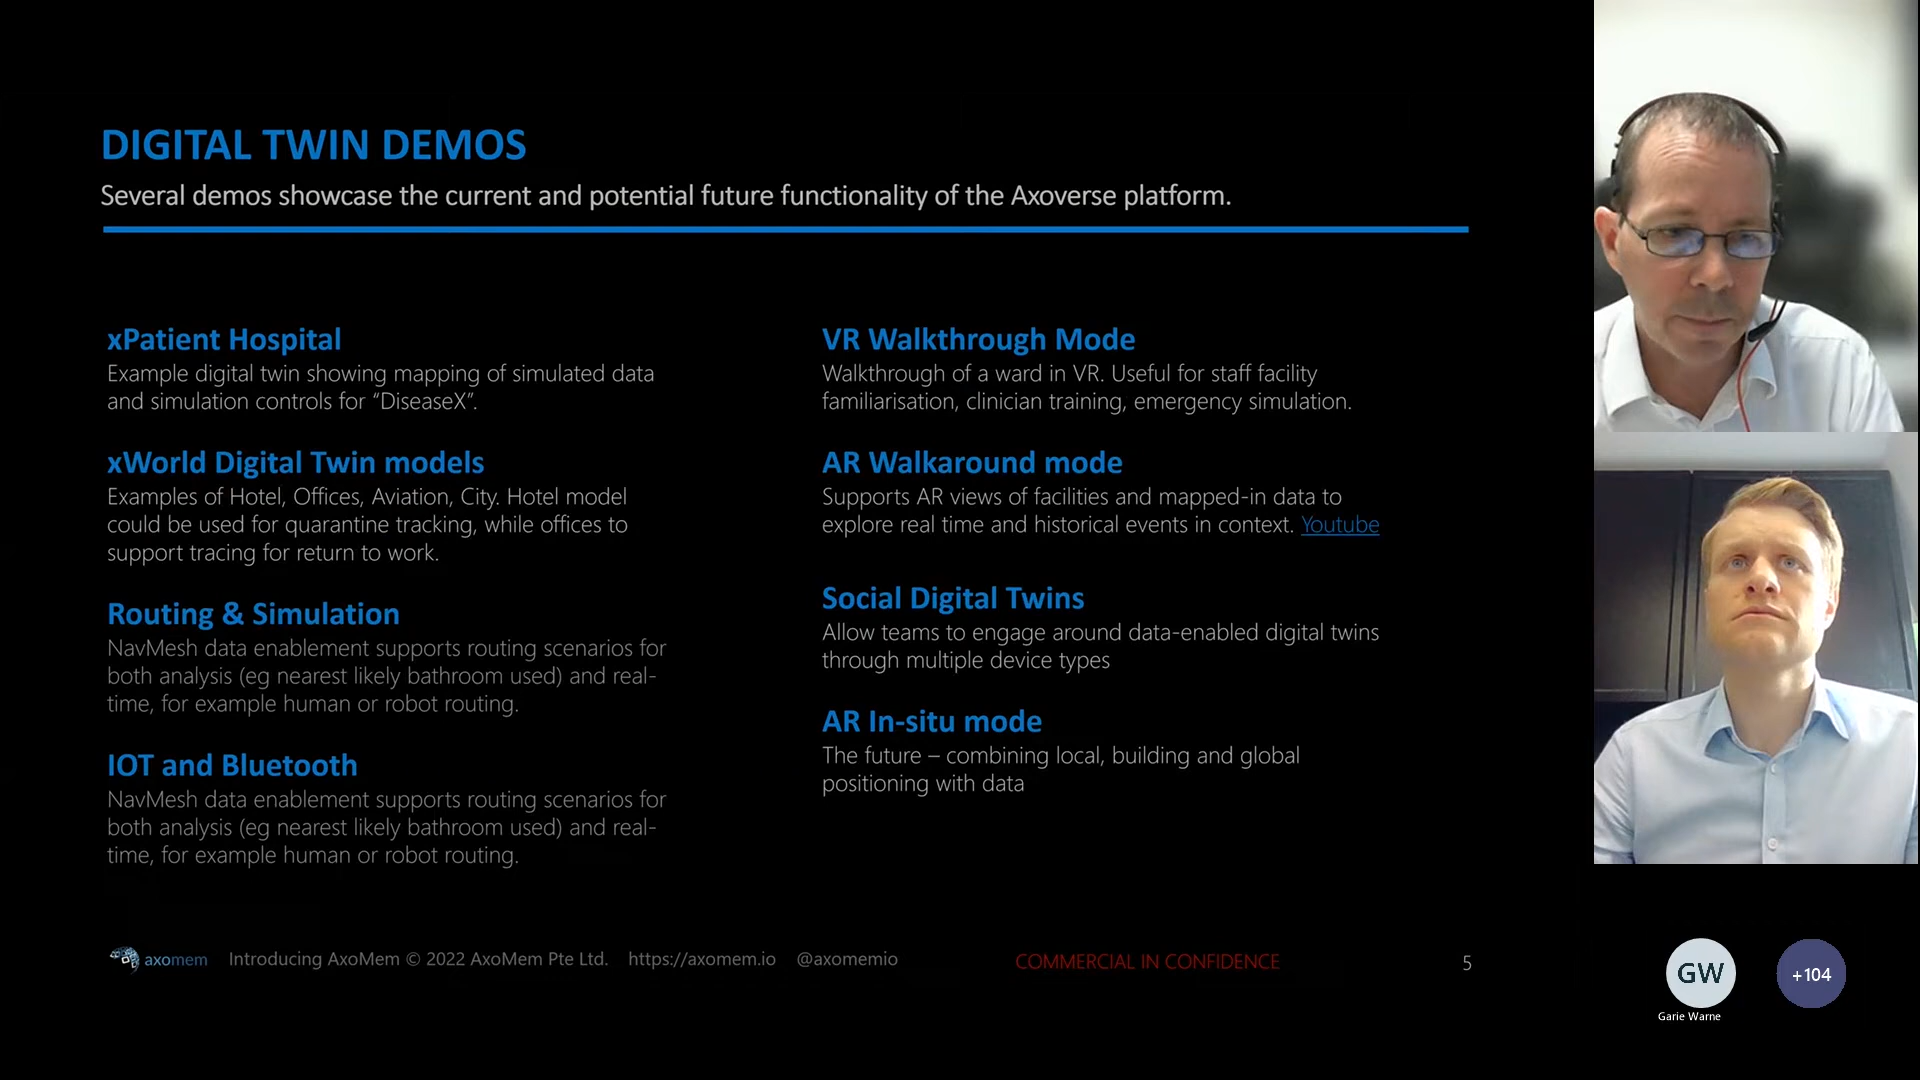 DIGITAL TWIN DEMOS
Several demos showcase the current and potential future functionality of the Axoverse platform.
xPatient Hospital
Example digital twin showing mapping of simulated data
and simulation controls for “DiseaseX”.
xWorld Digital Twin models
Examples of Hotel, Offices, Aviation, City. Hotel model
could be used for quarantine tracking, while offices to
support tracing for return to work.
Routing & Simulation
NavMesh data enablement supports routing scenarios for
both analysis (eg nearest likely bathroom used) and real-
time, for example human or robot routing.
IOT and Bluetooth
NavMesh data enablement supports routing scenarios for
both analysis (eg nearest likely bathroom used) and real-
time, for example human or robot routing.
VR Walkthrough Mode
Walkthrough of a ward in VR. Useful for staff facility
familiarisation, clinician training, emergency simulation.
AR Walkaround mode
Supports AR views of facilities and mapped-in data to
explore real time and historical events in context. Youtube
Social Digital Twins
Allow teams to engage around data-enabled digital twins
through multiple device types
AR In-situ mode
The future – combining local, building and global
positioning with data
axomem Introducing AxoMem © 2022 AxoMem Pte Ltd. https://axomem.io @axomemio COMMERCIAL IN CONFIDENCE 5
GW +104
Garie Warne